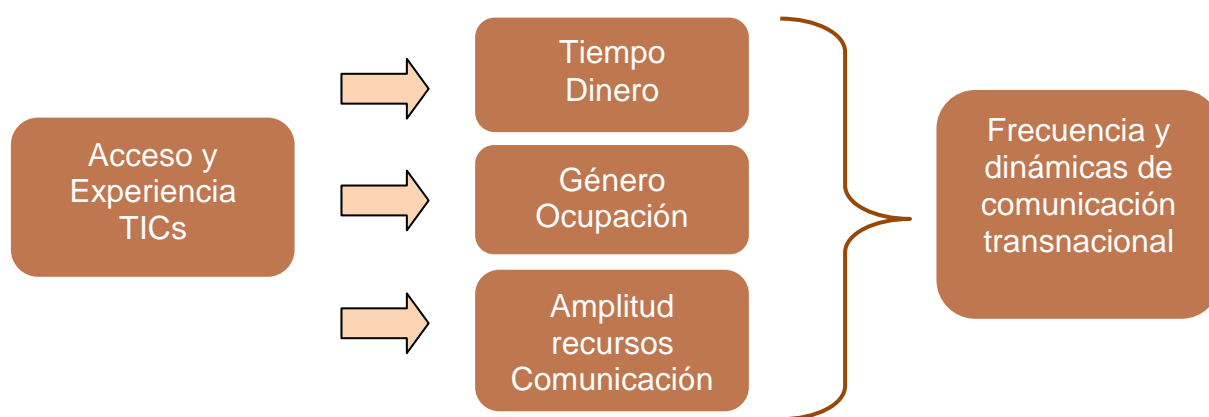 Acceso y
Experiencia
TICs
Tiempo
Dinero
Género
Ocupación
Amplitud
recursos
Comunicación
Frecuencia y
dinámicas de
comunicación
transnacional